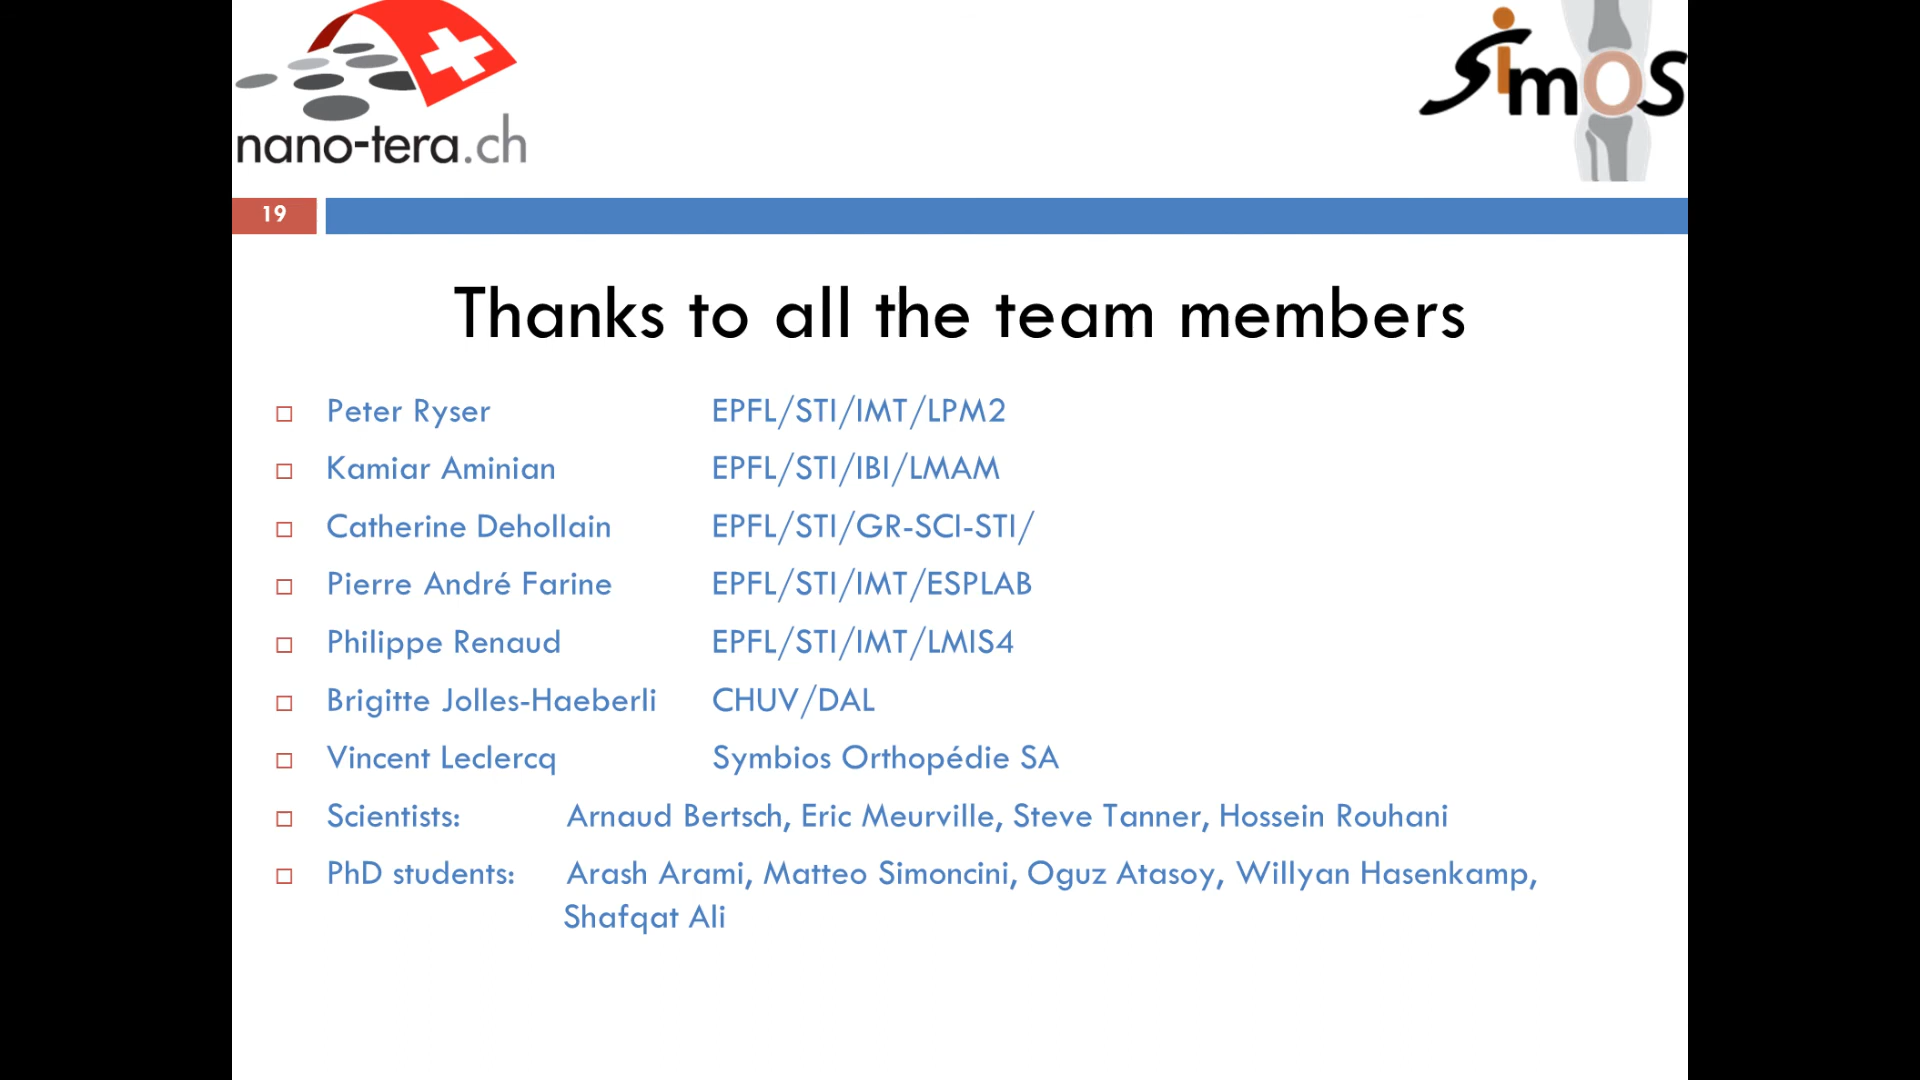 nano-tera.ch
simos
19
Thanks to all the team members
Peter Ryser EPFL/STI/IMT/LPM2
Kamiar Aminian EPFL/STI/IBI/LMAM
Catherine Dehollain EPFL/STI/GR-SCI-STI/
Pierre André Farine EPFL/STI/IMT/ESPLAB
Philippe Renaud EPFL/STI/IMT/LMIS4
Brigitte Jolles-Haeberli CHUV/DAL
Vincent Leclercq Symbios Orthopédie SA
Scientists: Arnaud Bertsch, Eric Meurville, Steve Tanner, Hossein Rouhani
PhD students: Arash Arami, Matteo Simoncini, Oguz Atasoy, Willyan Hasenkamp,
Shafqat Ali